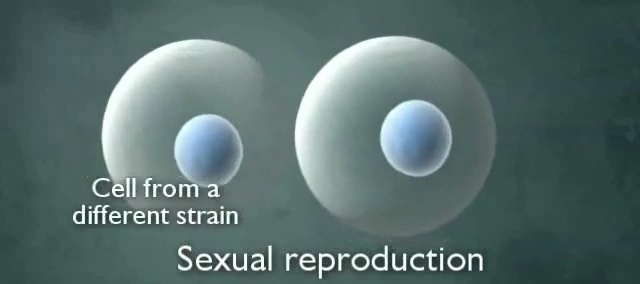 Cell from a
different strain
Sexual reproduction